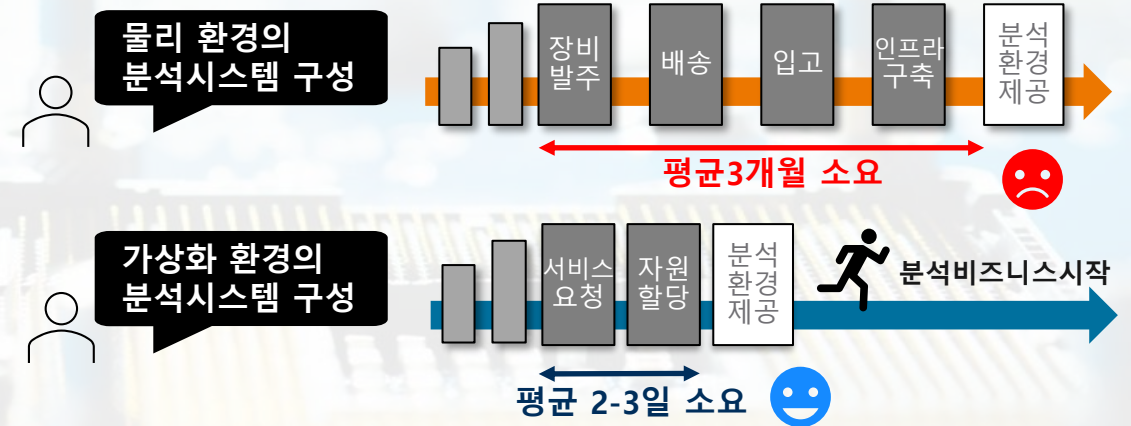 물리 환경의
분석시스템 구성
장비
발주
배송
입고
인프라
구축
분석
환경
제공
평균3개월 소요
가상화 환경의
분석시스템 구성
서비스
요청
자원
할당
분석
환경
제공
분석비즈니스시작
평균 2-3일 소요